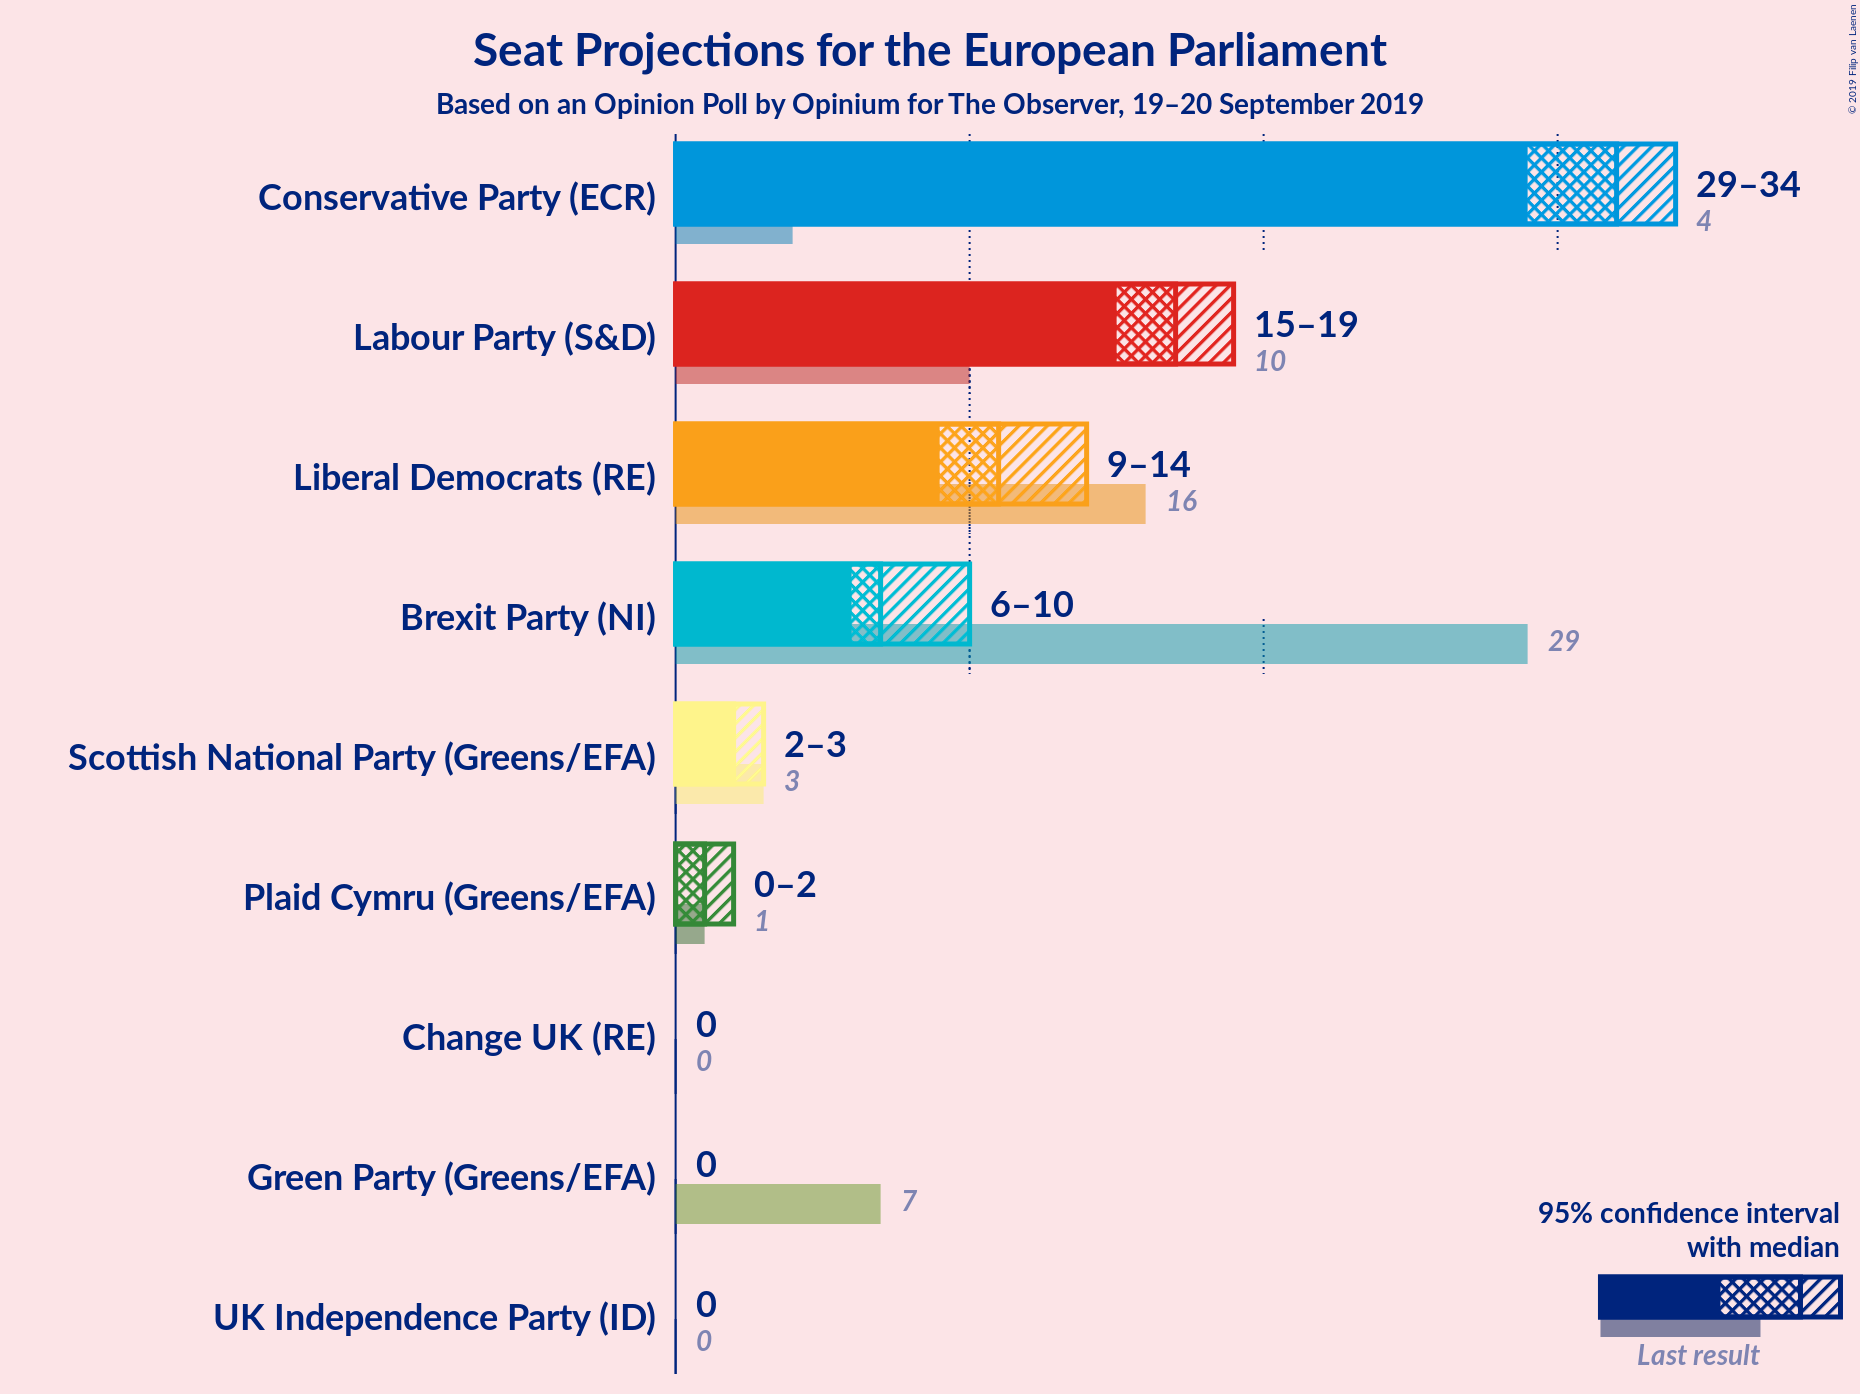 Seat Projections for the European Parliament
Based on an Opinion Poll by Opinium for The Observer, 19–20 September 2019
© 2019 Filip van Laenen
Conservative Party (ECR)
29–34
4
Labour Party (S&D)
15–19
10
Liberal Democrats (RE)
9–14
16
Brexit Party (NI)
6–10
29
Scottish National Party (Greens/EFA)
2–3
3
Plaid Cymru (Greens/EFA)
0–2
1
Change UK (RE)
0
0
Green Party (Greens/EFA)
0
7
UK Independence Party (ID)
0
0
95% confidence interval
with median
Last result